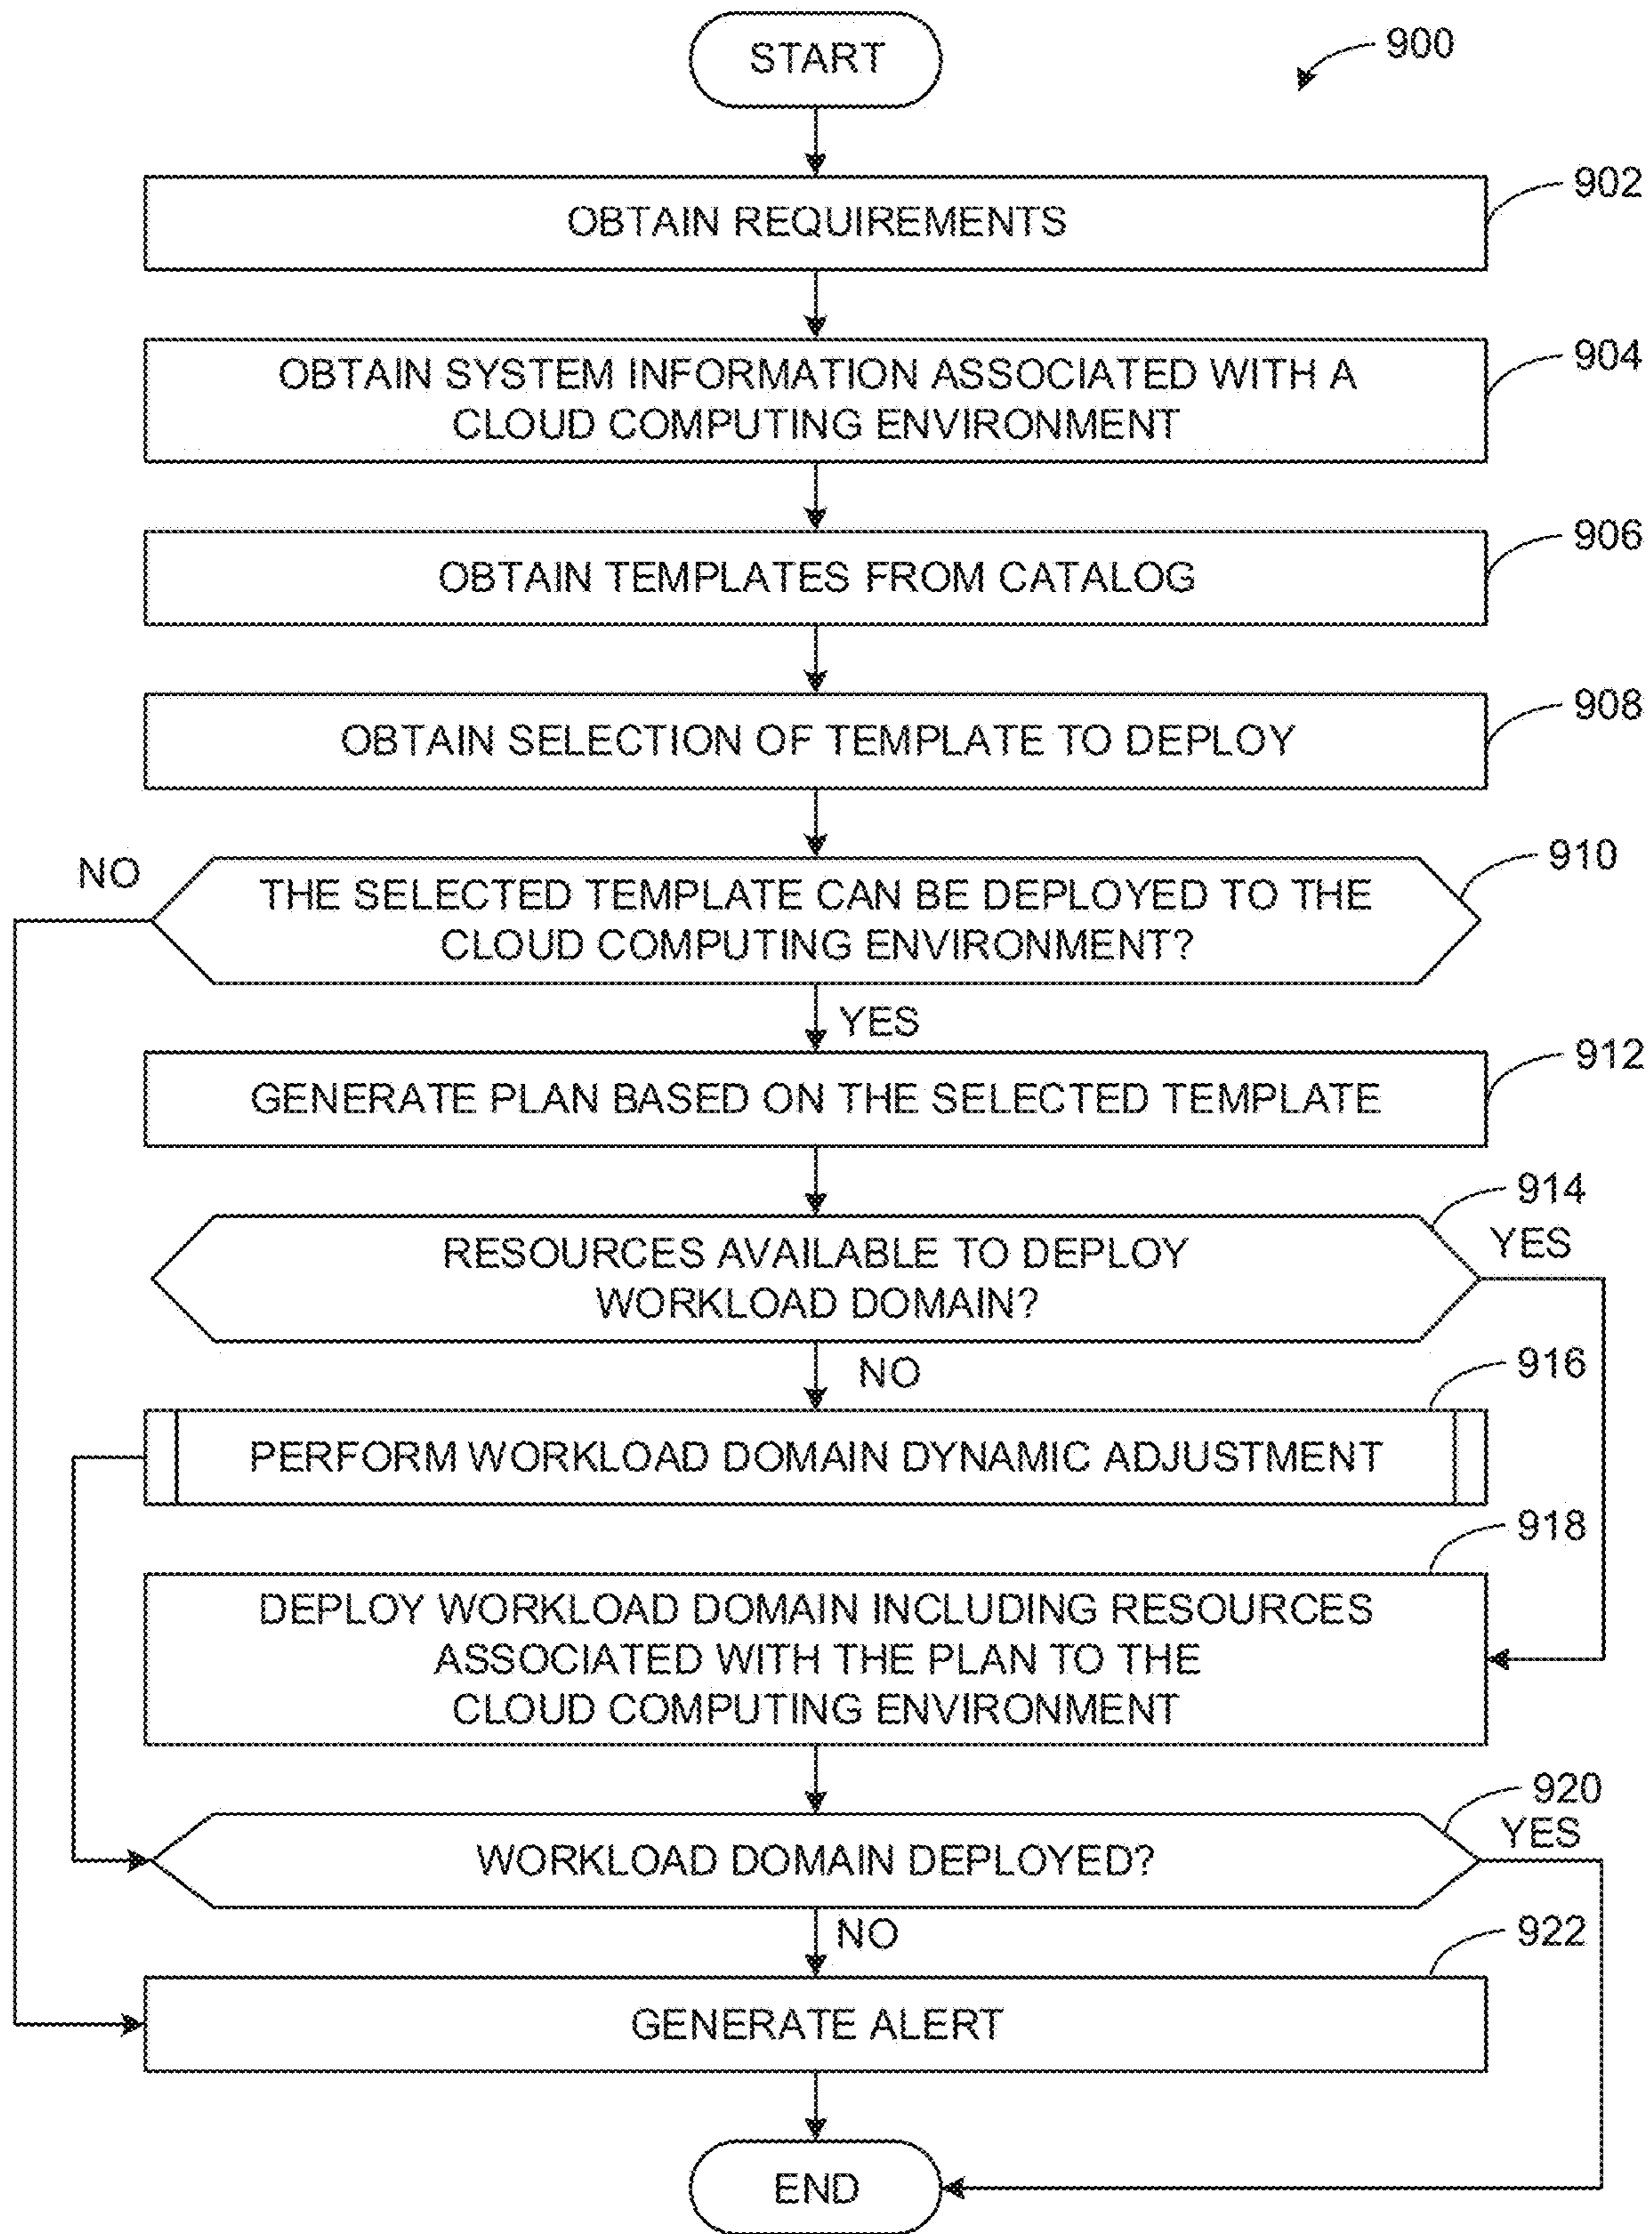 START
900
902
OBTAIN REQUIREMENTS
904
OBTAIN SYSTEM INFORMATION ASSOCIATED WITH A
CLOUD COMPUTING ENVIRONMENT
906
OBTAIN TEMPLATES FROM CATALOG
908
OBTAIN SELECTION OF TEMPLATE TO DEPLOY
910
NO
THE SELECTED TEMPLATE CAN BE DEPLOYED TO THE
CLOUD COMPUTING ENVIRONMENT?
YES
912
GENERATE PLAN BASED ON THE SELECTED TEMPLATE
914
YES
RESOURCES AVAILABLE TO DEPLOY
WORKLOAD DOMAIN?
NO
916
PERFORM WORKLOAD DOMAIN DYNAMIC ADJUSTMENT
918
DEPLOY WORKLOAD DOMAIN INCLUDING RESOURCES
ASSOCIATED WITH THE PLAN TO THE
CLOUD COMPUTING ENVIRONMENT
920
YES
WORKLOAD DOMAIN DEPLOYED?
NO
922
GENERATE ALERT
END